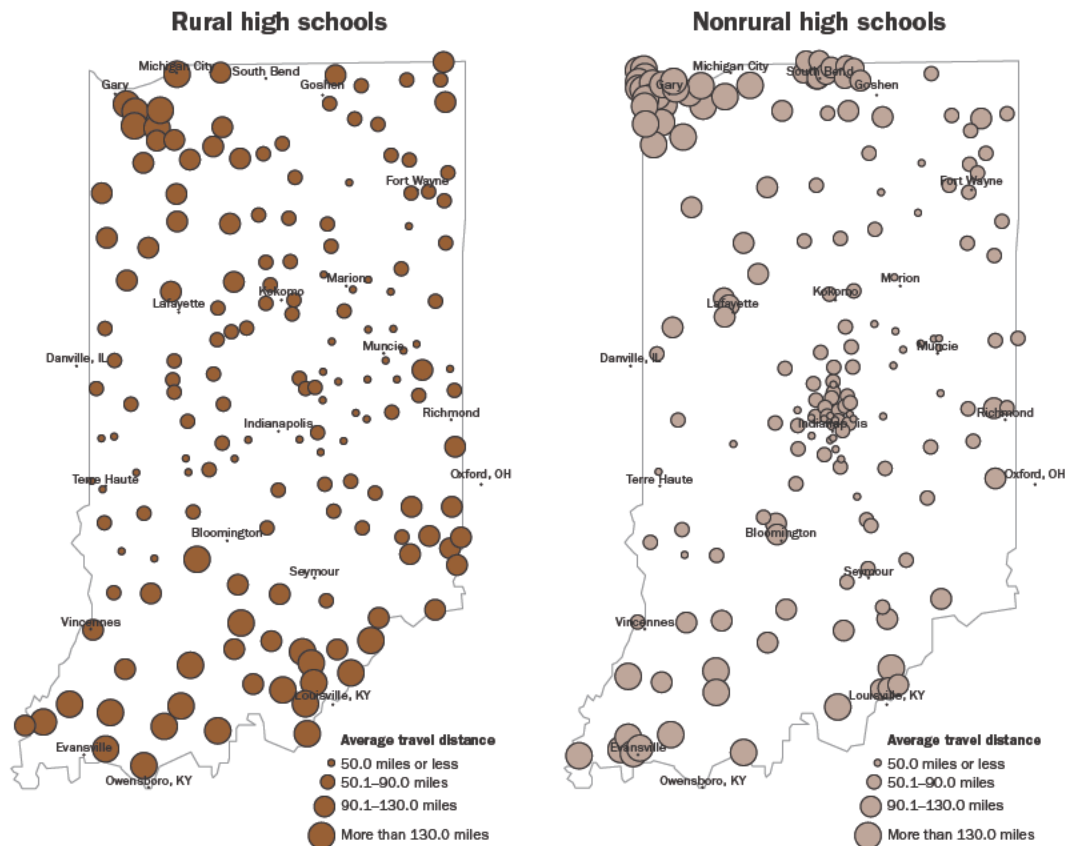 Rural high schools
Michigan City
South Bend
Gary
Goshen
Fort Wayne
Marion
Kokomo
Lafayette
Muncie
Danville, IL
Richmond
Indianapolis
Terre Haute
Oxford, OH
Bloomington
Seymour
Vincennes
Louisville, KY
Evansville
Owensboro, KY
Average travel distance
50.0 miles or less
50.1–90.0 miles
90.1–130.0 miles
More than 130.0 miles
Nonrural high schools
Michigan City
South Bend
Gary
Goshen
Fort Wayne
Marion
Kokomo
Lafayette
Muncie
Danville, IL
Richmond
Indianapolis
Terre Haute
Oxford, OH
Bloomington
Seymour
Vincennes
Louisville, KY
Evansville
Owensboro, KY
Average travel distance
50.0 miles or less
50.1–90.0 miles
90.1–130.0 miles
More than 130.0 miles